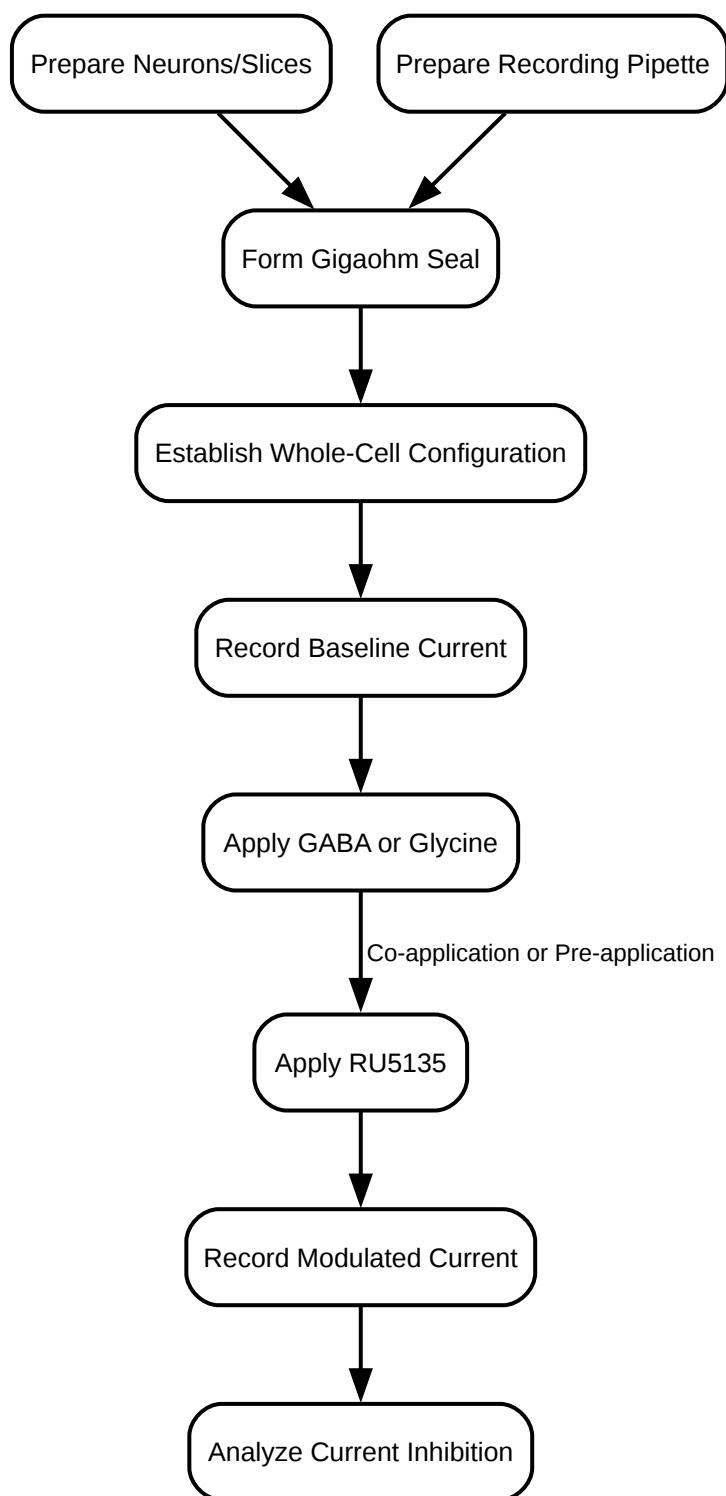 Prepare Neurons/Slices
Prepare Recording Pipette
Form Gigaohm Seal
Establish Whole-Cell Configuration
Record Baseline Current
Apply GABA or Glycine
Co-application or Pre-application
Apply RU5135
Record Modulated Current
Analyze Current Inhibition